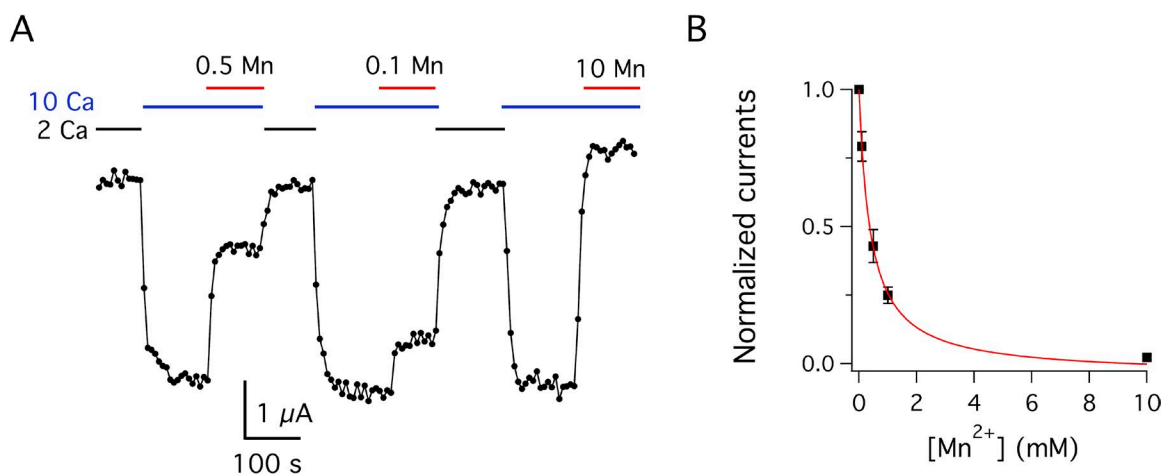 A
0.5 Mn
0.1 Mn
10 Mn
10 Ca
2 Ca
1 µA
100 s
B
Normalized currents
1.0
0.5
0.0
0 2 4 6 8 10
[Mn2+] (mM)